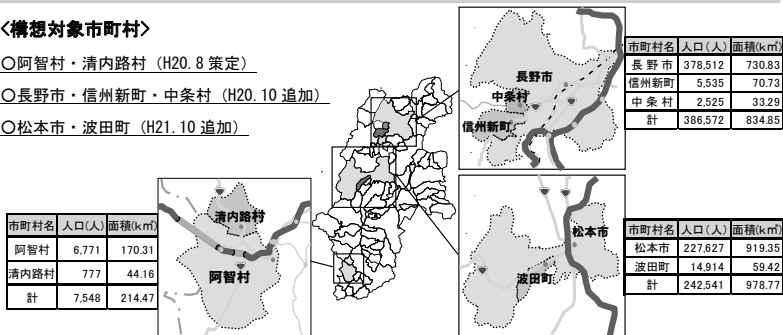 <構想対象市町村>
○阿智村・清内路村（H20.8 策定）
○長野市・信州新町・中条村（H20.10 追加）
○松本市・波田町（H21.10 追加）
長野市
中条村
信州新町
市町村名 人口(人) 面積(k㎡)
長野市 378,512 730.83
信州新町 5,535 70.73
中条村 2,525 33.29
計 386,572 834.85
清内路村
阿智村
市町村名 人口(人) 面積(k㎡)
阿智村 6,771 170.31
清内路村 777 44.16
計 7,548 214.47
松本市
波田町
市町村名 人口(人) 面積(k㎡)
松本市 227,627 919.35
波田町 14,914 59.42
計 242,541 978.77